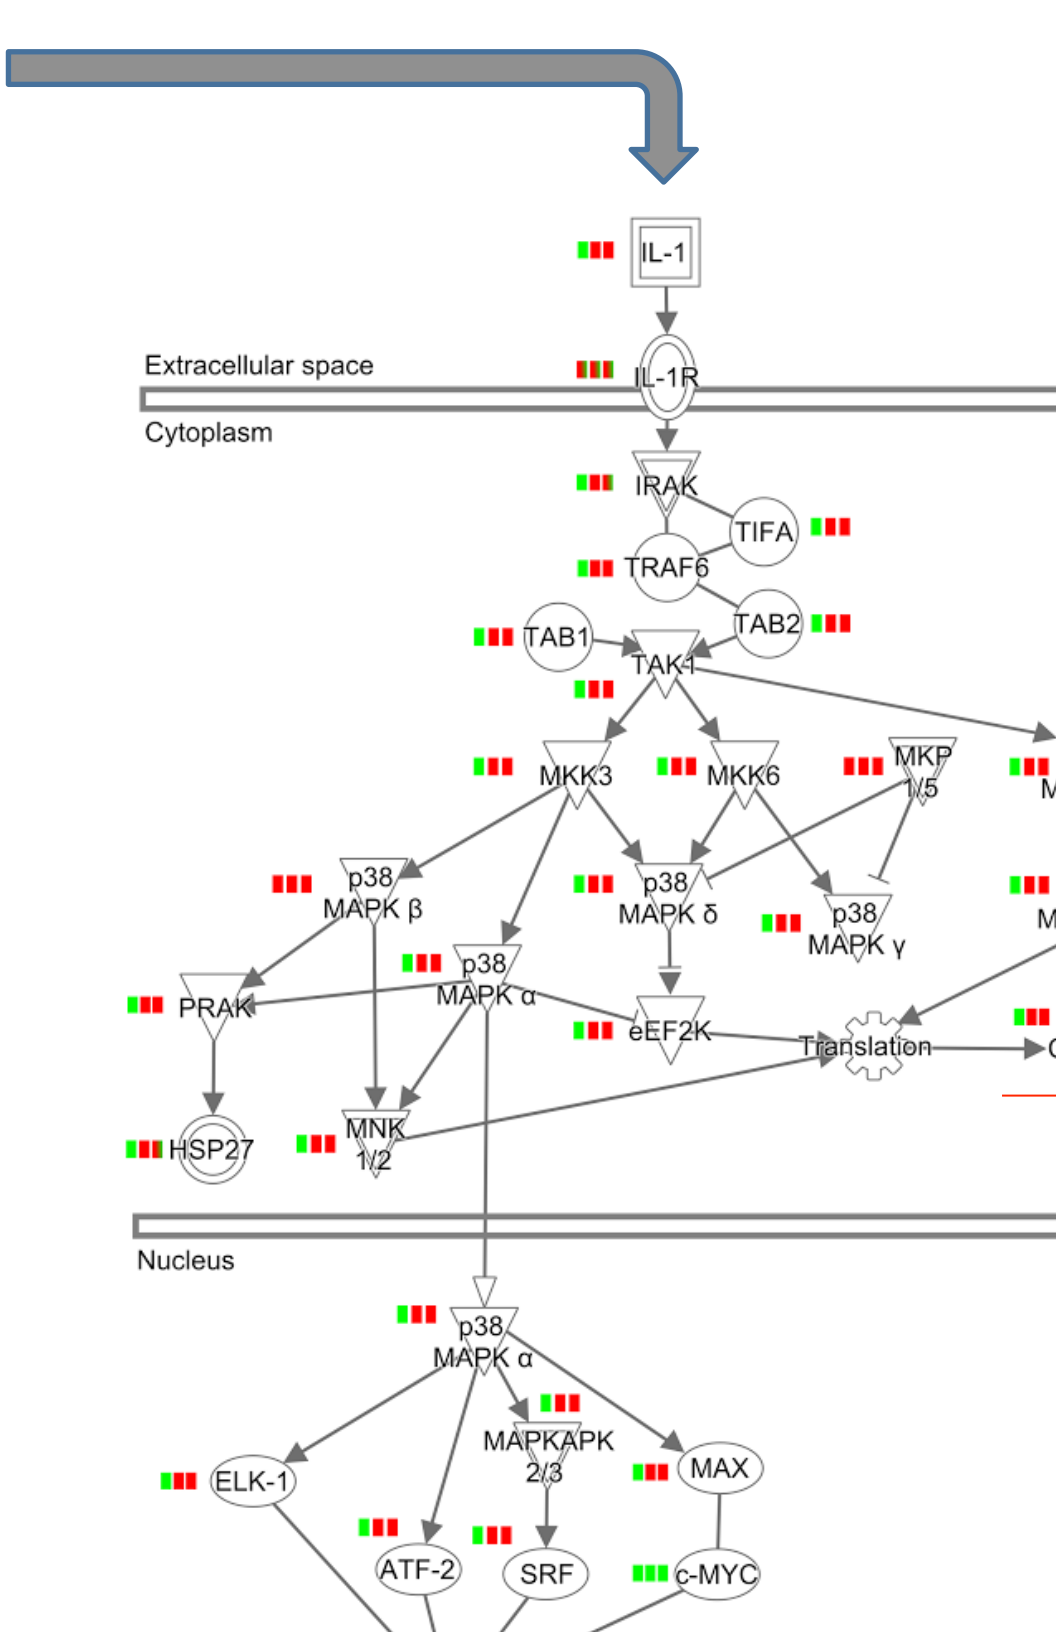 IL-1
Extracellular space
IL-1R
Cytoplasm
IRAK
TIFA
TRAF6
TAB1
TAB2
TAK1
MKK3
MKK6
MKP
1/5
M
p38
MAPK β
p38
MAPK δ
p38
MAPK γ
M
p38
MAPK α
PRAK
eEF2K
Translation
HSP27
MNK
1/2
Nucleus
p38
MAPK α
MAPKAPK
2/3
ELK-1
MAX
ATF-2
SRF
c-MYC